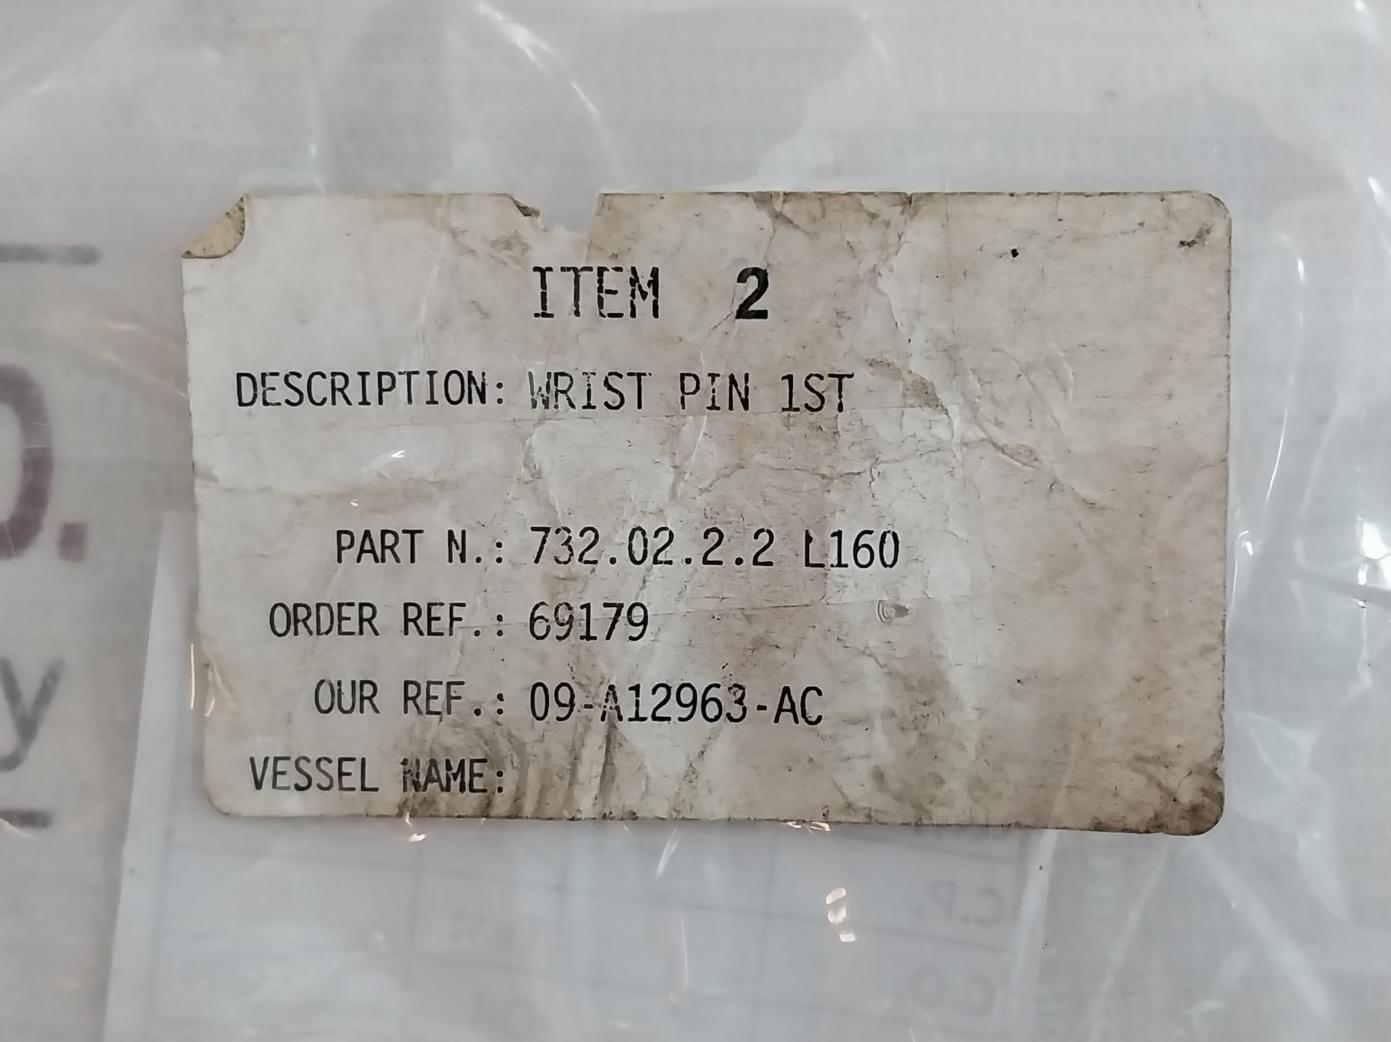 ITEM 2
DESCRIPTION: WRIST PIN 1ST
PART N.: 732.02.2.2 L160
ORDER REF.: 69179
OUR REF.: 09-A12963-AC
VESSEL NAME:
O.
y
C.P.
C.O.